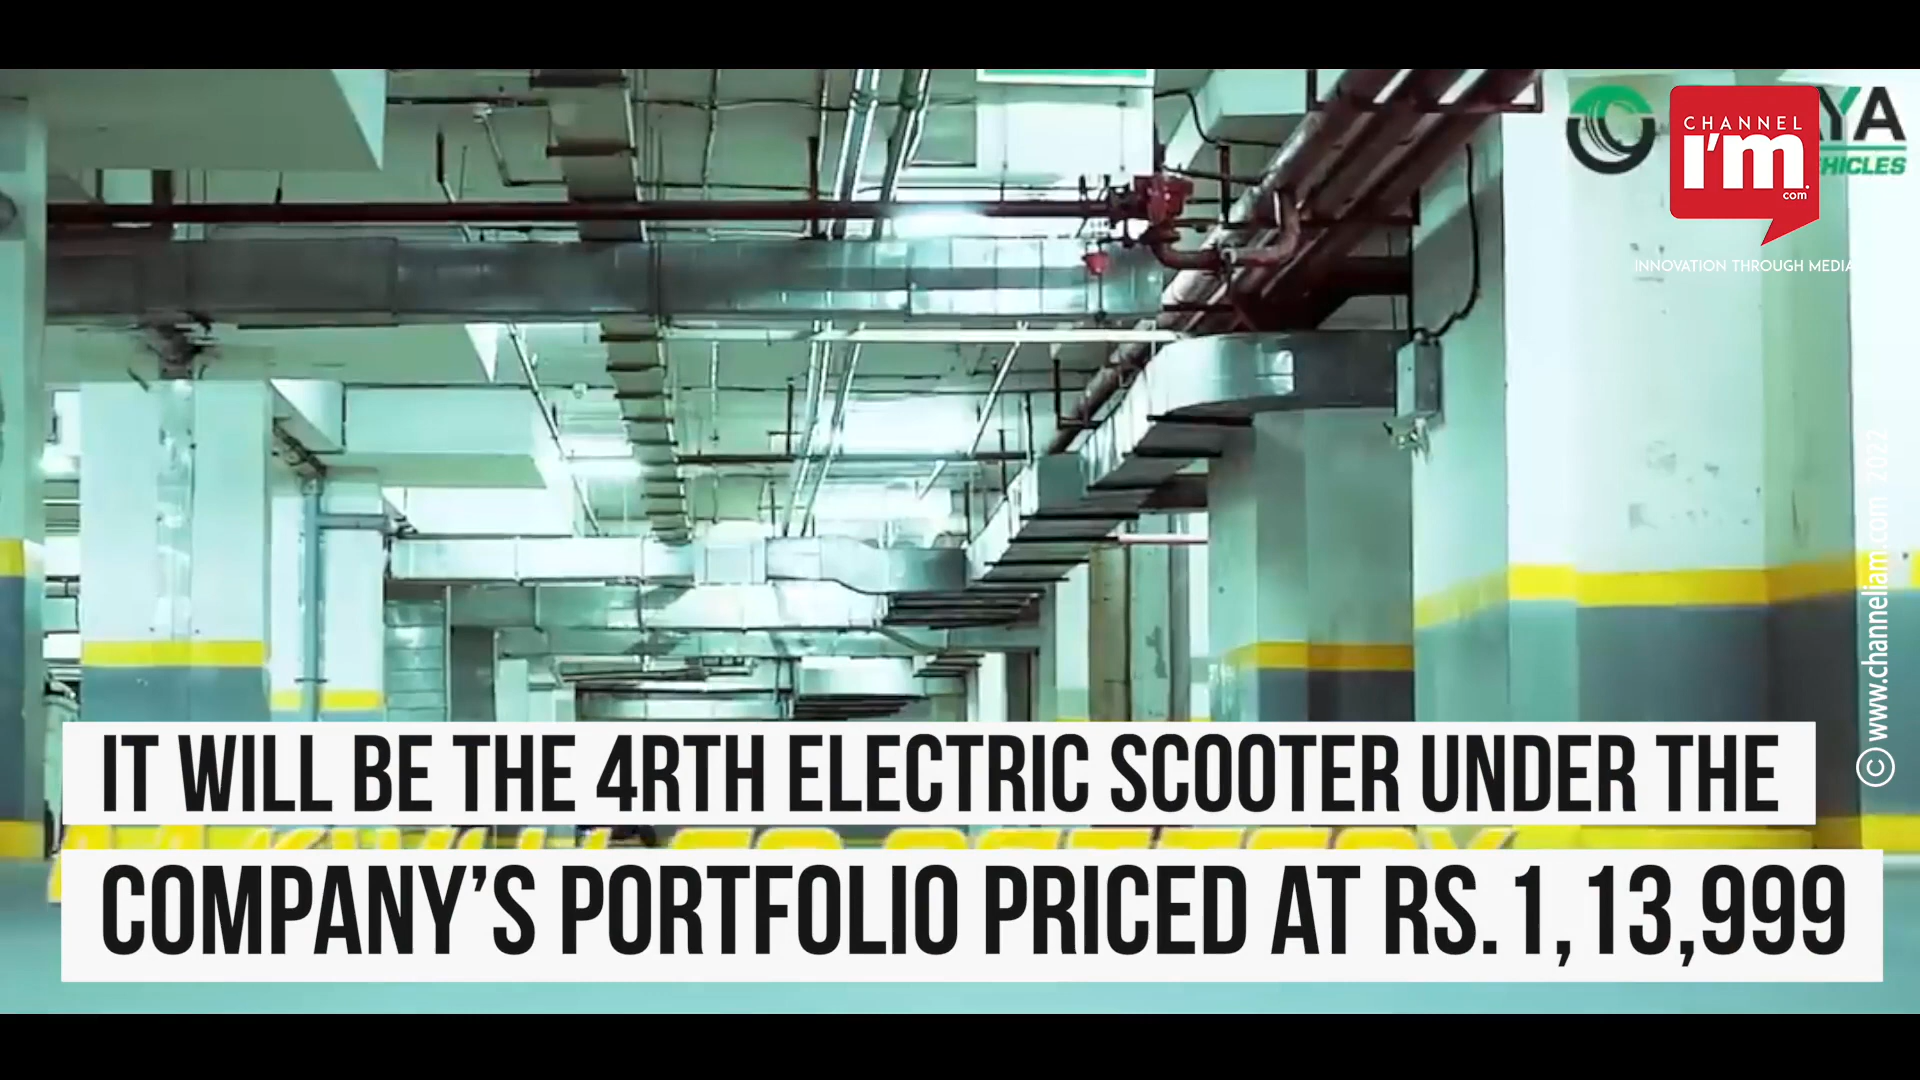 CHANNEL
I'm
.com
YA
HICLES
INNOVATION THROUGH MEDIA
© www.channeliam.com 2022
IT WILL BE THE 4RTH ELECTRIC SCOOTER UNDER THE
COMPANY'S PORTFOLIO PRICED AT RS. 1,13,999